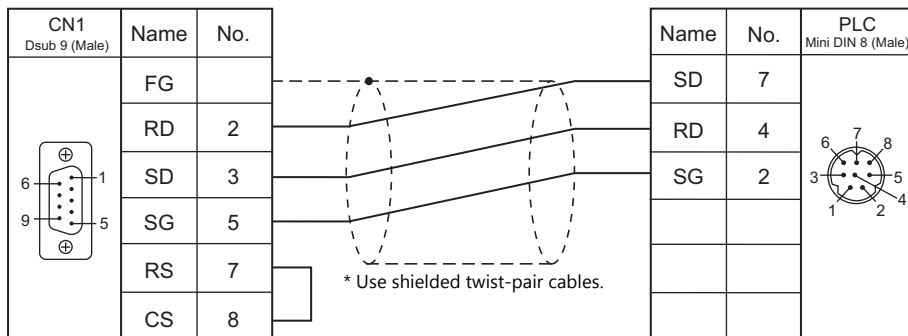 CN1
Dsub 9 (Male)
Name
No.
FG
RD 2
SD 3
SG 5
RS 7
CS 8
6
1
9
5
* Use shielded twist-pair cables.
Name
No.
PLC
Mini DIN 8 (Male)
SD 7
RD 4
SG 2
6
7
8
3
5
4
1
2